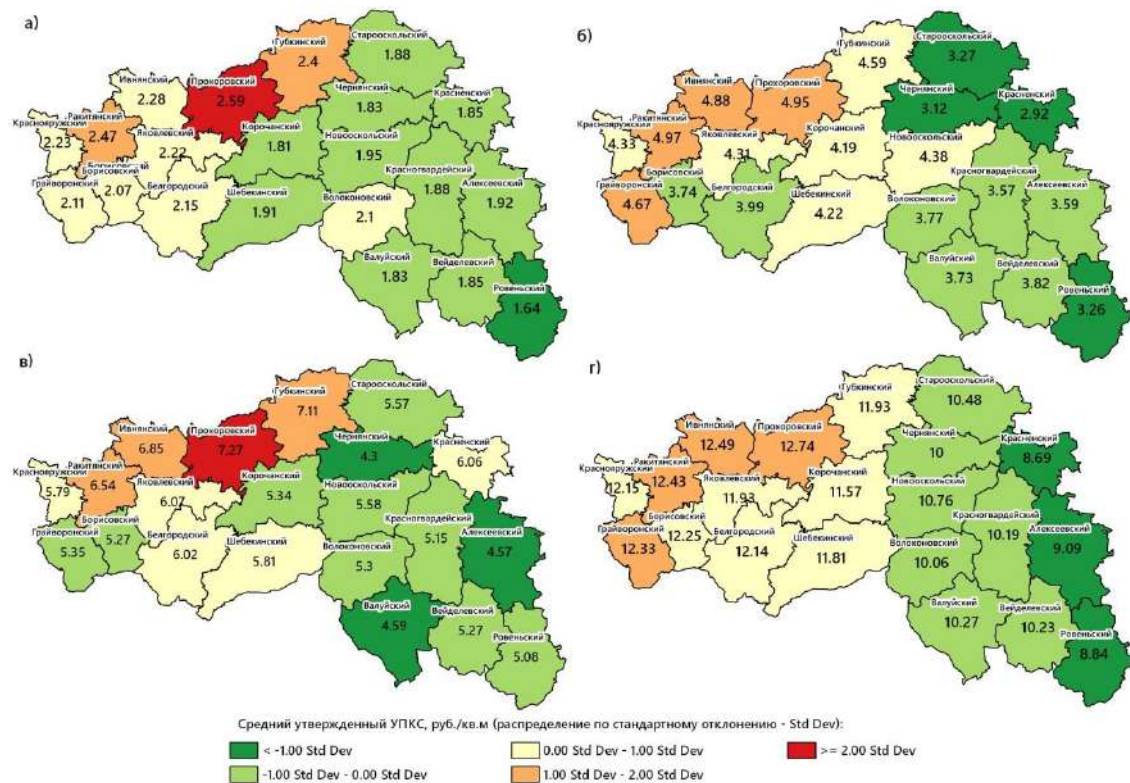 а)
Губкинский
2.4
Старооскольский
1.88
Ивнянский
2.28
Прохоровский
2.59
Чернянский
1.83
Красненский
1.85
Краснояружский
2.23
Ракитянский
2.47
Яковлевский
2.22
Корочанский
1.81
Новооскольский
1.95
Борисовский
2.07
Грайворонский
2.11
Белгородский
2.15
Шебекинский
1.91
Красногвардейский
1.88
Алексеевский
1.92
Волоконовский
2.1
Валуйский
1.83
Вейделевский
1.85
Ровеньский
1.64
б)
Губкинский
4.59
Старооскольский
3.27
Ивнянский
4.88
Прохоровский
4.95
Чернянский
3.12
Красненский
2.92
Краснояружский
4.33
Ракитянский
4.97
Яковлевский
4.31
Корочанский
4.19
Новооскольский
4.38
Борисовский
3.74
Грайворонский
4.67
Белгородский
3.99
Шебекинский
4.22
Красногвардейский
3.57
Алексеевский
3.59
Волоконовский
3.77
Валуйский
3.73
Вейделевский
3.82
Ровеньский
3.26
в)
Губкинский
7.11
Старооскольский
5.57
Ивнянский
6.85
Прохоровский
7.27
Чернянский
4.3
Красненский
6.06
Краснояружский
5.79
Ракитянский
6.54
Яковлевский
6.07
Корочанский
5.34
Новооскольский
5.58
Борисовский
5.27
Грайворонский
5.35
Белгородский
6.02
Шебекинский
5.81
Красногвардейский
5.15
Алексеевский
4.57
Волоконовский
5.3
Валуйский
4.59
Вейделевский
5.27
Ровеньский
5.08
г)
Губкинский
11.93
Старооскольский
10.48
Ивнянский
12.49
Прохоровский
12.74
Чернянский
10
Красненский
8.69
Краснояружский
12.15
Ракитянский
12.43
Яковлевский
11.93
Корочанский
11.57
Новооскольский
10.76
Борисовский
12.25
Грайворонский
12.33
Белгородский
12.14
Шебекинский
11.81
Красногвардейский
10.19
Алексеевский
9.09
Волоконовский
10.06
Валуйский
10.27
Вейделевский
10.23
Ровеньский
8.84
Средний утвержденный УПКС, руб./кв.м (распределение по стандартному отклонению - Std Dev):
< -1.00 Std Dev
0.00 Std Dev - 1.00 Std Dev
>= 2.00 Std Dev
-1.00 Std Dev - 0.00 Std Dev
1.00 Std Dev - 2.00 Std Dev